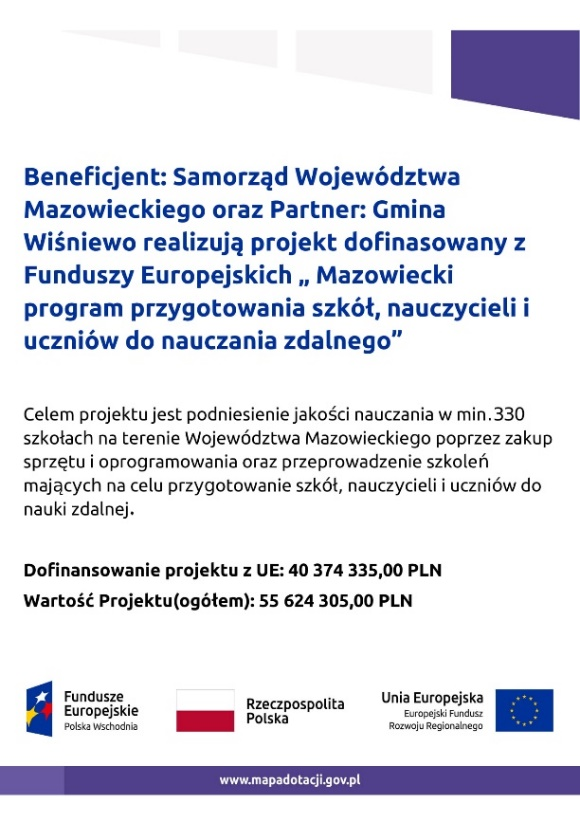 Beneficjent: Samorząd Województwa
Mazowieckiego oraz Partner: Gmina
Wiśniewo realizują projekt dofinasowany z
Funduszy Europejskich „ Mazowiecki
program przygotowania szkół, nauczycieli i
uczniów do nauczania zdalnego”
Celem projektu jest podniesienie jakości nauczania w min.330
szkołach na terenie Województwa Mazowieckiego poprzez zakup
sprzętu i oprogramowania oraz przeprowadzenie szkoleń
mających na celu przygotowanie szkół, nauczycieli i uczniów do
nauki zdalnej.
Dofinansowanie projektu z UE: 40 374 335,00 PLN
Wartość Projektu(ogółem): 55 624 305,00 PLN
Fundusze
Europejskie
Polska Wschodnia
Rzeczpospolita
Polska
Unia Europejska
Europejski Fundusz
Rozwoju Regionalnego
www.mapadotacji.gov.pl